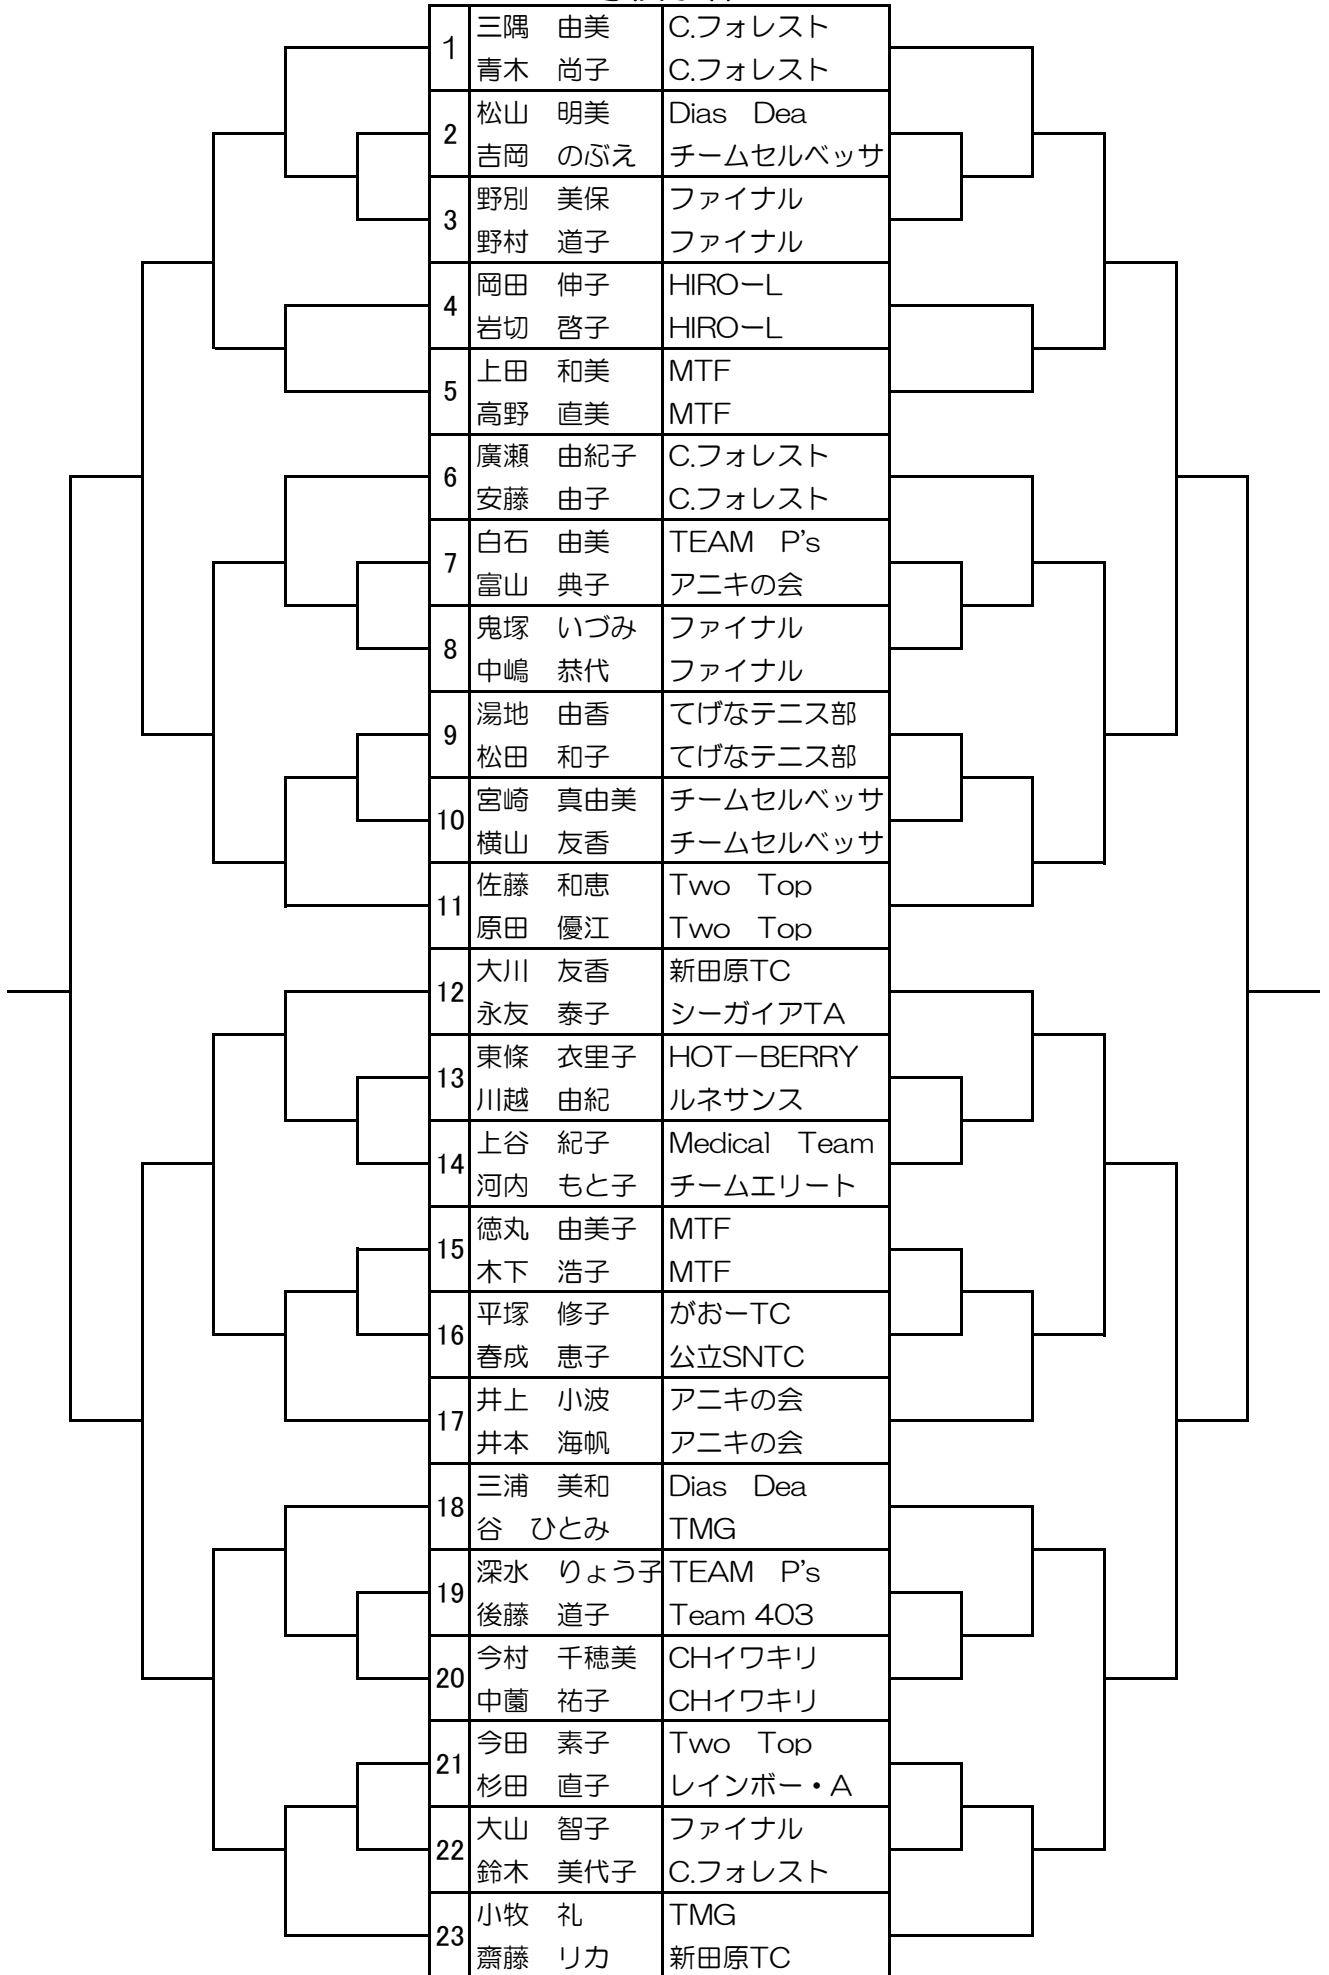 1 三隅　由美 C.フォレスト
青木　尚子 C.フォレスト
2 松山　明美 Dias　Dea
吉岡　のぶえ チームセルベッサ
3 野別　美保 ファイナル
野村　道子 ファイナル
4 岡田　伸子 HIROーL
岩切　啓子 HIROーL
5 上田　和美 MTF
高野　直美 MTF
6 廣瀬　由紀子 C.フォレスト
安藤　由子 C.フォレスト
7 白石　由美 TEAM　P's
富山　典子 アニキの会
8 鬼塚　いづみ ファイナル
中嶋　恭代 ファイナル
9 湯地　由香 てげなテニス部
松田　和子 てげなテニス部
10 宮崎　真由美 チームセルベッサ
横山　友香 チームセルベッサ
11 佐藤　和恵 Two　Top
原田　優江 Two　Top
12 大川　友香 新田原TC
永友　泰子 シーガイアTA
13 東條　衣里子 HOT－BERRY
川越　由紀 ルネサンス
14 上谷　紀子 Medical　Team
河内　もと子 チームエリート
15 徳丸　由美子 MTF
木下　浩子 MTF
16 平塚　修子 がおーTC
春成　恵子 公立SNTC
17 井上　小波 アニキの会
井本　海帆 アニキの会
18 三浦　美和 Dias　Dea
谷　ひとみ TMG
19 深水　りょう子 TEAM　P's
後藤　道子 Team 403
20 今村　千穂美 CHイワキリ
中薗　祐子 CHイワキリ
21 今田　素子 Two　Top
杉田　直子 レインボー・A
22 大山　智子 ファイナル
鈴木　美代子 C.フォレスト
23 小牧　礼 TMG
齋藤　リカ 新田原TC